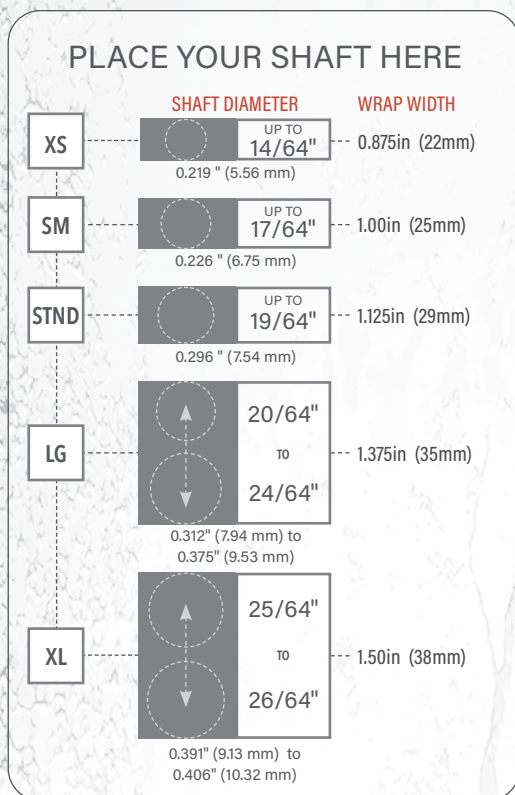 PLACE YOUR SHAFT HERE
SHAFT DIAMETER WRAP WIDTH
XS
UP TO
14/64"
0.875in (22mm)
0.219 " (5.56 mm)
SM
UP TO
17/64"
1.00in (25mm)
0.226 " (6.75 mm)
STND
UP TO
19/64"
1.125in (29mm)
0.296 " (7.54 mm)
LG
20/64"
TO
24/64"
1.375in (35mm)
0.312" (7.94 mm) to
0.375" (9.53 mm)
XL
25/64"
TO
26/64"
1.50in (38mm)
0.391" (9.13 mm) to
0.406" (10.32 mm)